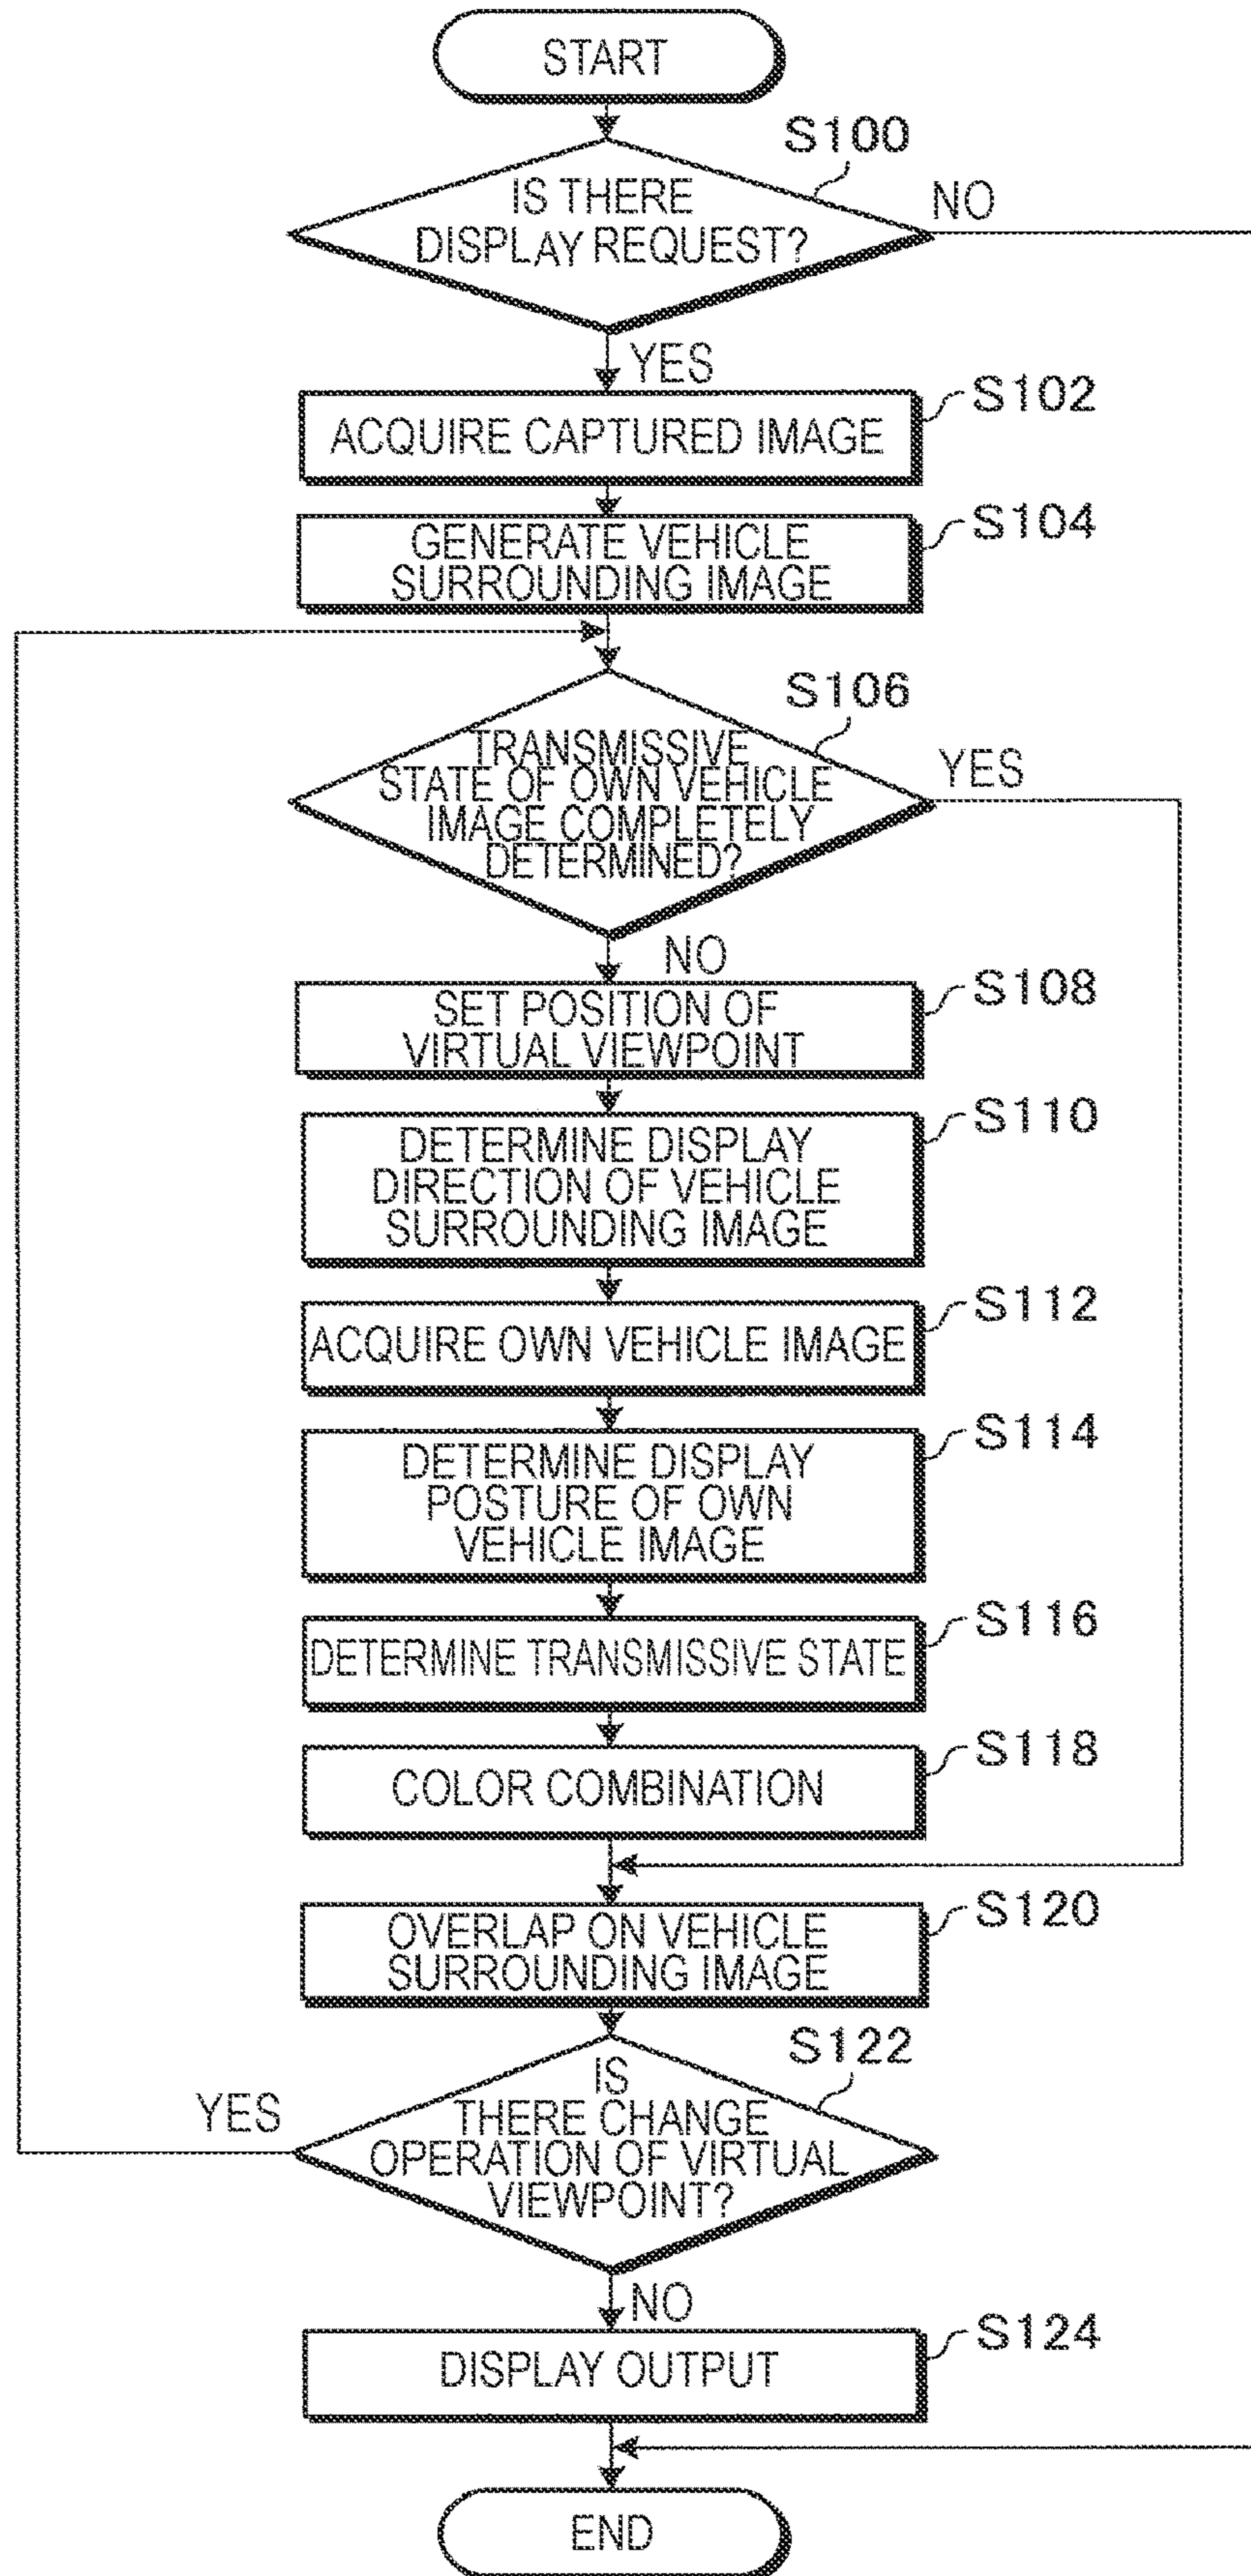 START
S100
IS THERE
DISPLAY REQUEST?
NO
YES
S102
ACQUIRE CAPTURED IMAGE
S104
GENERATE VEHICLE
SURROUNDING IMAGE
S106
TRANSMISSIVE
STATE OF OWN VEHICLE
IMAGE COMPLETELY
DETERMINED?
YES
NO
S108
SET POSITION OF
VIRTUAL VIEWPOINT
S110
DETERMINE DISPLAY
DIRECTION OF VEHICLE
SURROUNDING IMAGE
S112
ACQUIRE OWN VEHICLE IMAGE
S114
DETERMINE DISPLAY
POSTURE OF OWN
VEHICLE IMAGE
S116
DETERMINE TRANSMISSIVE STATE
S118
COLOR COMBINATION
S120
OVERLAP ON VEHICLE
SURROUNDING IMAGE
S122
IS
THERE CHANGE
OPERATION OF VIRTUAL
VIEWPOINT?
YES
NO
S124
DISPLAY OUTPUT
END